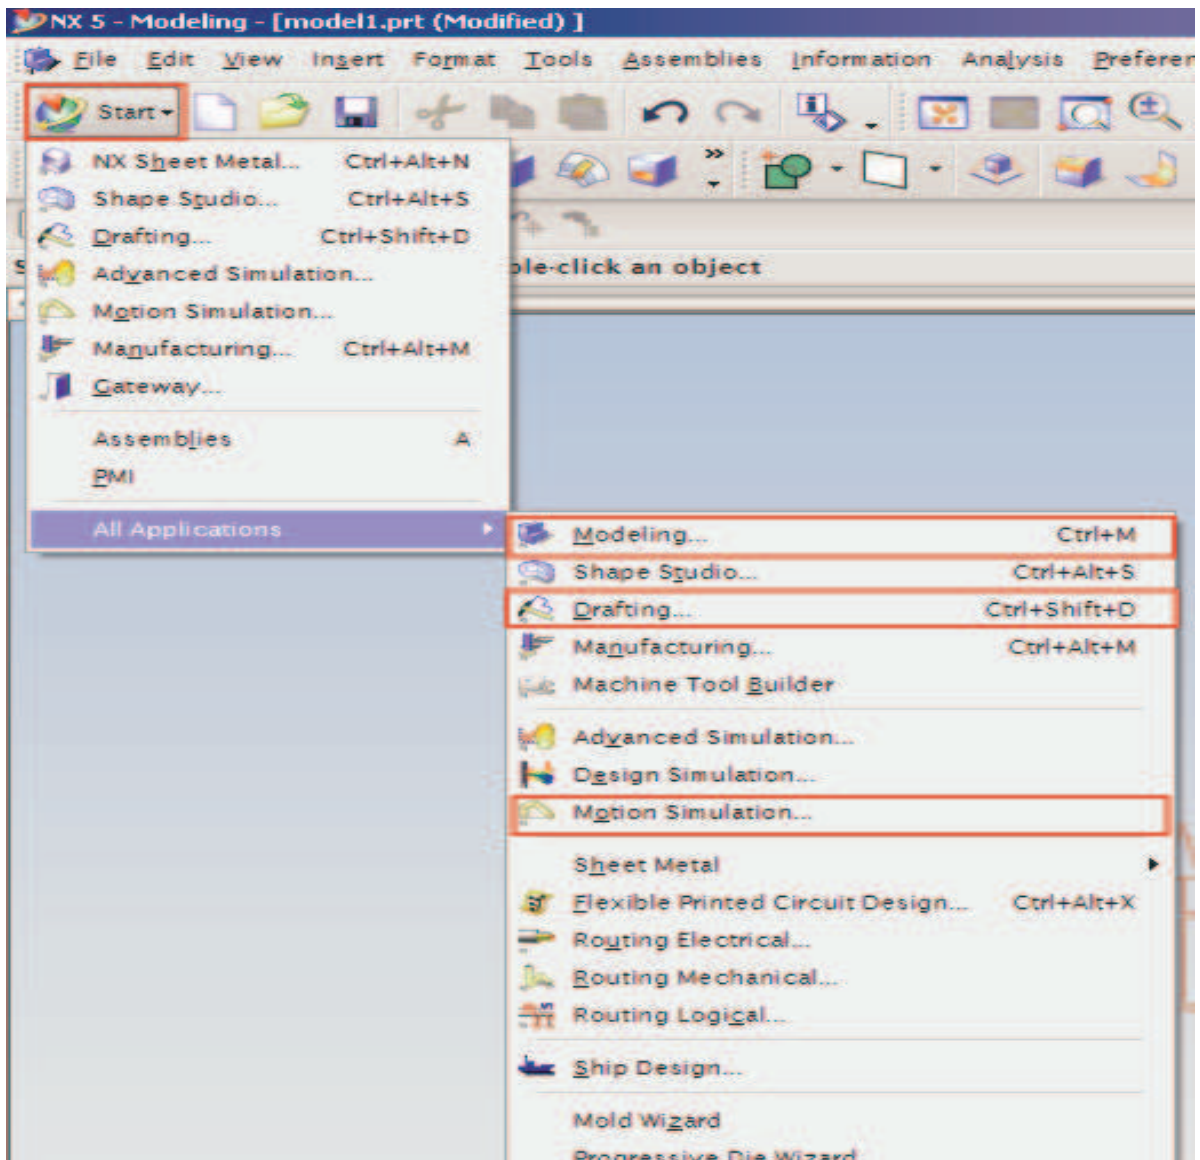 NX 5 - Modeling - [model1.prt (Modified) ]
File Edit View Insert Format Tools Assemblies Information Analysis Preferen
Start
NX Sheet Metal... Ctrl+Alt+N
Shape Studio... Ctrl+Alt+S
Drafting... Ctrl+Shift+D
ble-click an object
Advanced Simulation...
Motion Simulation...
Manufacturing... Ctrl+Alt+M
Gateway...
Assemblies A
PMI
All Applications
Modeling... Ctrl+M
Shape Studio... Ctrl+Alt+S
Drafting... Ctrl+Shift+D
Manufacturing... Ctrl+Alt+M
Machine Tool Builder
Advanced Simulation...
Design Simulation...
Motion Simulation...
Sheet Metal
Flexible Printed Circuit Design... Ctrl+Alt+X
Routing Electrical...
Routing Mechanical...
Routing Logical...
Ship Design...
Mold Wizard
Progressive Die Wizard